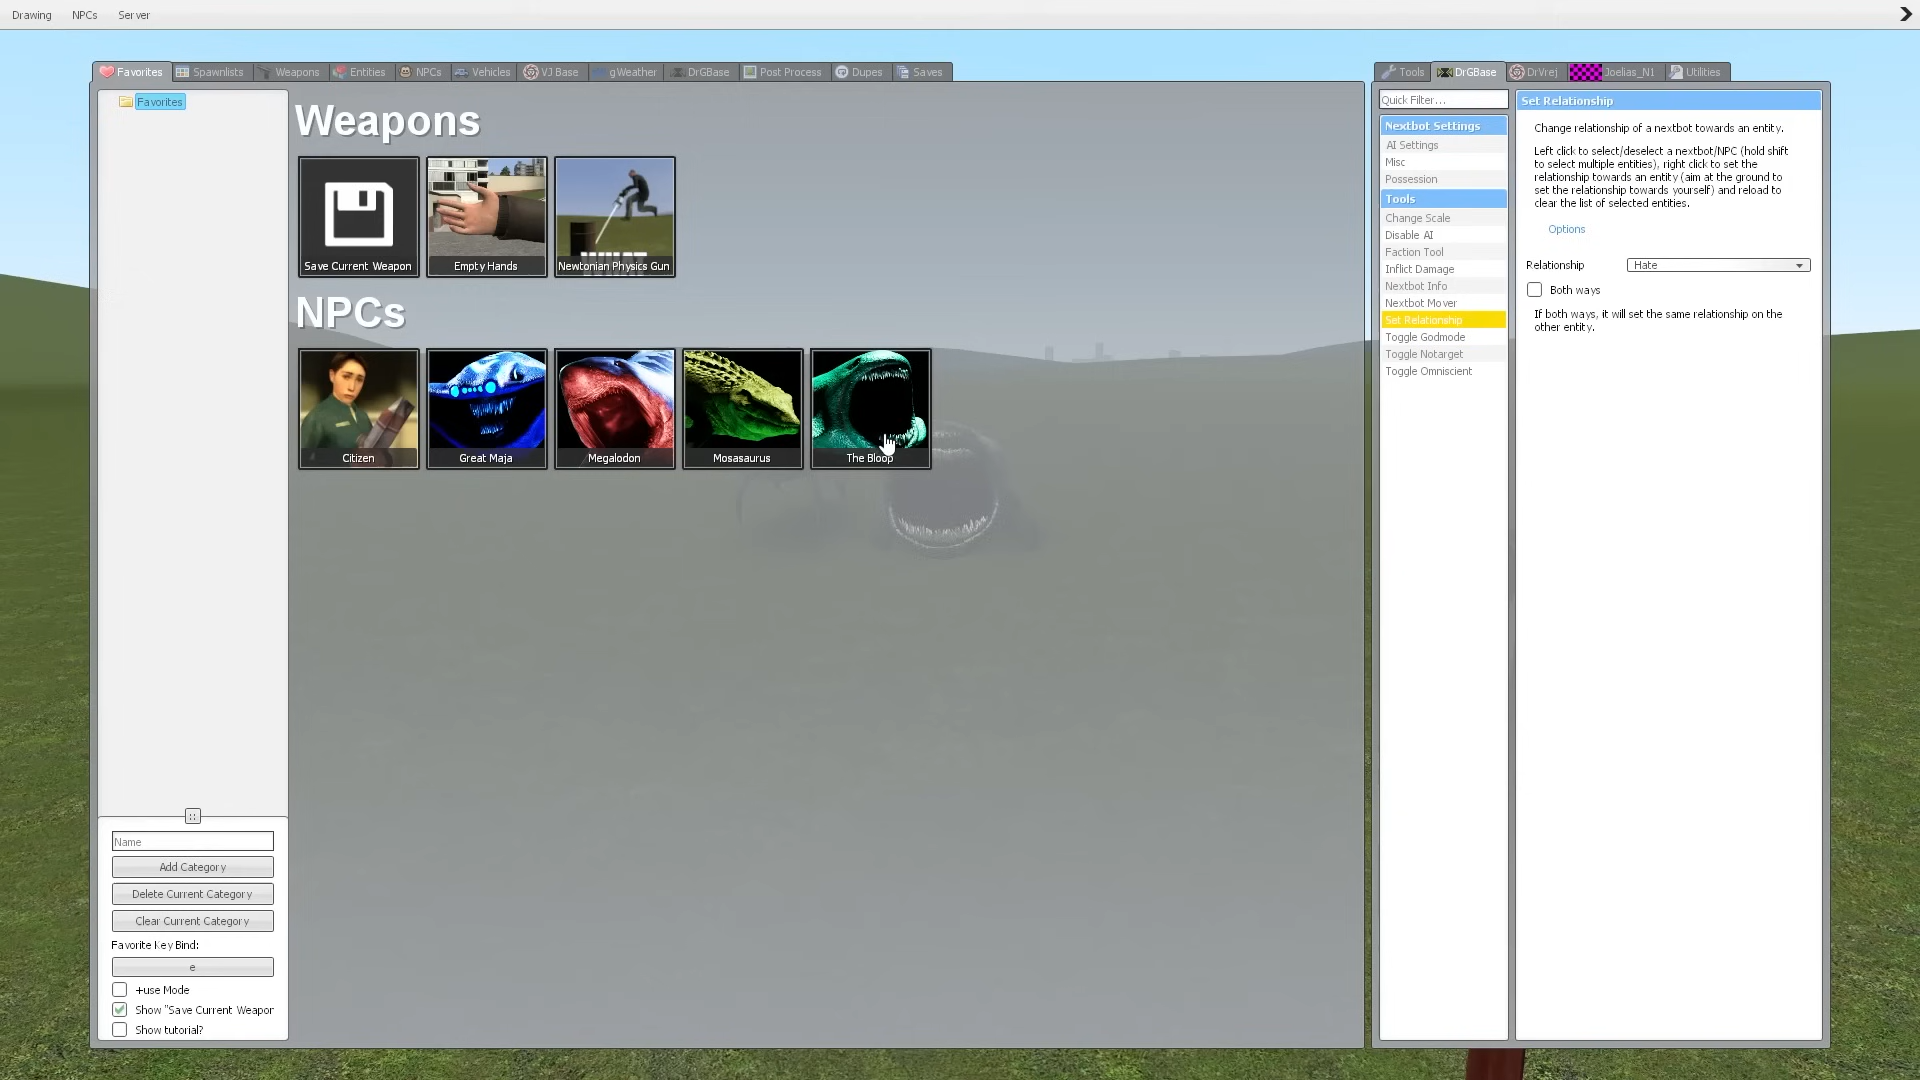 Drawing NPCs Server
Favorites Spawnlists Weapons Entities NPCs Vehicles VJ Base gWeather DrGBase Post Process Dupes Saves
Favorites
Weapons
Save Current Weapon
Empty Hands
Newtonian Physics Gun
NPCs
Citizen
Great Maja
Megalodon
Mosasaurus
The Bloop
Name
Add Category
Delete Current Category
Clear Current Category
Favorite Key Bind:
e
+use Mode
Show "Save Current Weapor
Show tutorial?
Tools DrGBase DrVrej Joelias_N1 Utilities
Quick Filter...
Nextbot Settings
AI Settings
Misc
Possession
Tools
Change Scale
Disable AI
Faction Tool
Inflict Damage
Nextbot Info
Nextbot Mover
Set Relationship
Toggle Godmode
Toggle Notarget
Toggle Omniscient
Set Relationship
Change relationship of a nextbot towards an entity.
Left click to select/deselect a nextbot/NPC (hold shift
to select multiple entities), right click to set the
relationship towards an entity (aim at the ground to
set the relationship towards yourself) and reload to
clear the list of selected entities.
Options
Relationship Hate
Both ways
If both ways, it will set the same relationship on the
other entity.